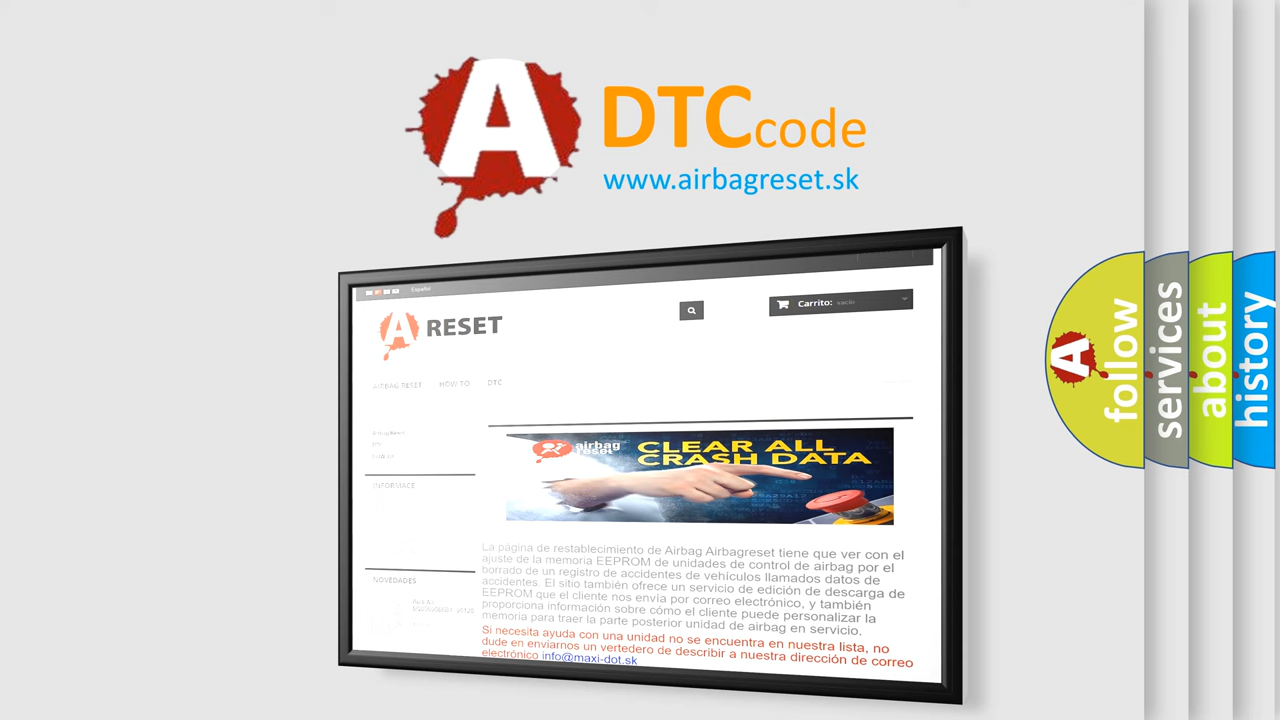 A DTCcode
www.airbagreset.sk
Español
A RESET
Carrito: vacío
AIRBAG RESET HOW TO DTC
CLEAR ALL
CRASH DATA
airbag
reset
INFORMACE
NOVEDADES
La página de restablecimiento de Airbag Airbagreset tiene que ver con el
ajuste de la memoria EEPROM de unidades de control de airbag por el
borrado de un registro de accidentes de vehículos llamados datos de
accidentes. El sitio también ofrece un servicio de edición de descarga de
EEPROM que el cliente nos envía por correo electrónico, y también
proporciona información sobre cómo el cliente puede personalizar la
memoria para traer la parte posterior unidad de airbag en servicio.
Si necesita ayuda con una unidad no se encuentra en nuestra lista, no
dude en enviarnos un vertedero de describir a nuestra dirección de correo
electrónico info@maxi-dot.sk
A
follow
services
about
history